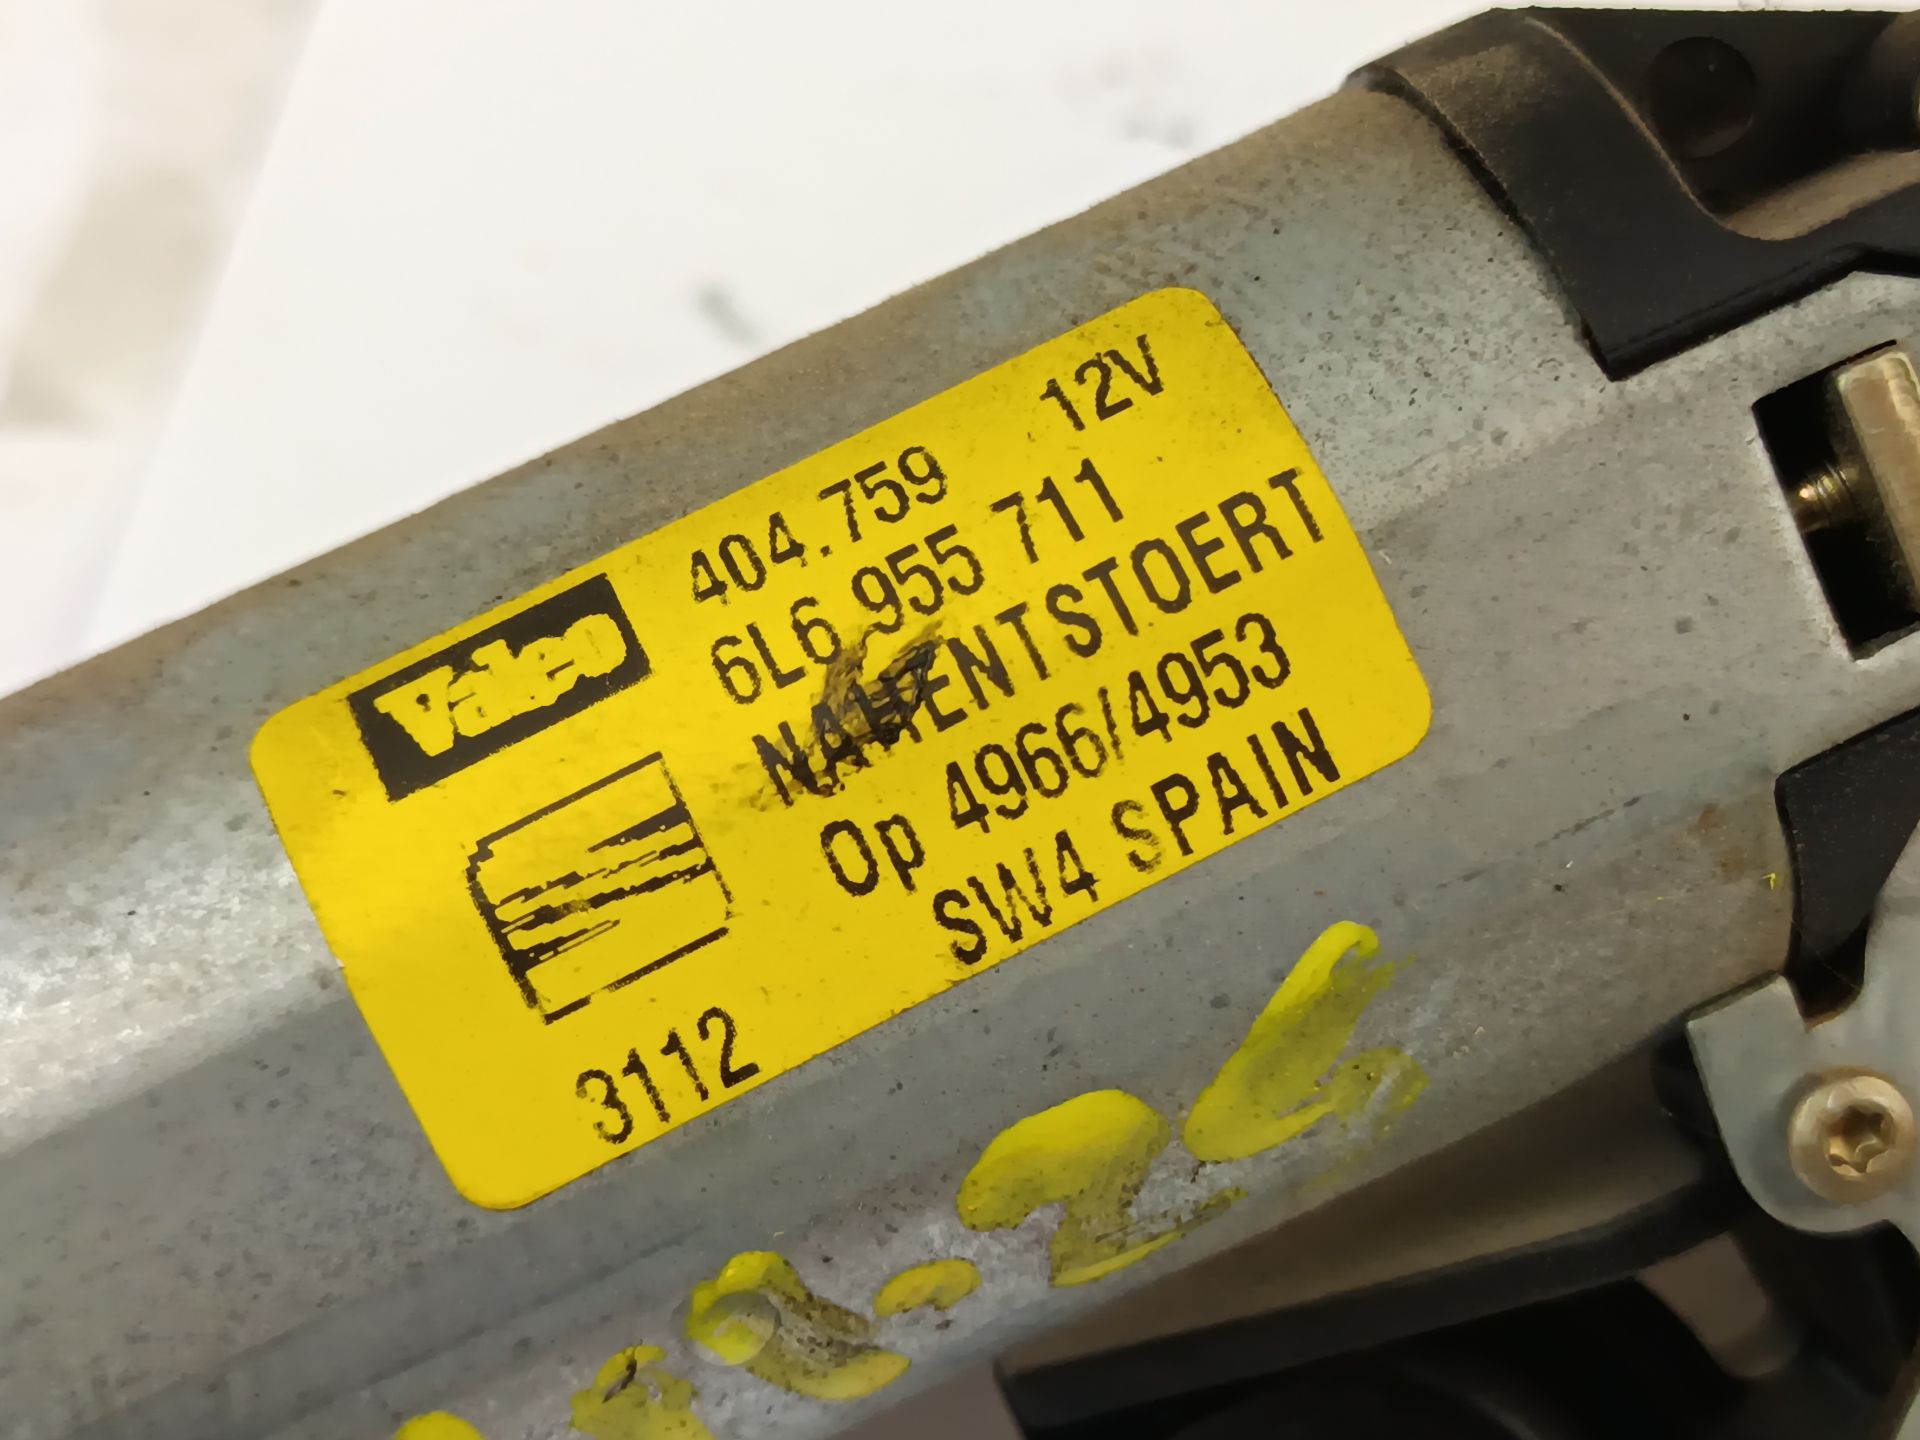 Valeo
404.759 12V
6L6 955 711
NAHENTSTOERT
Op 4966/4953
SW4 SPAIN
3112